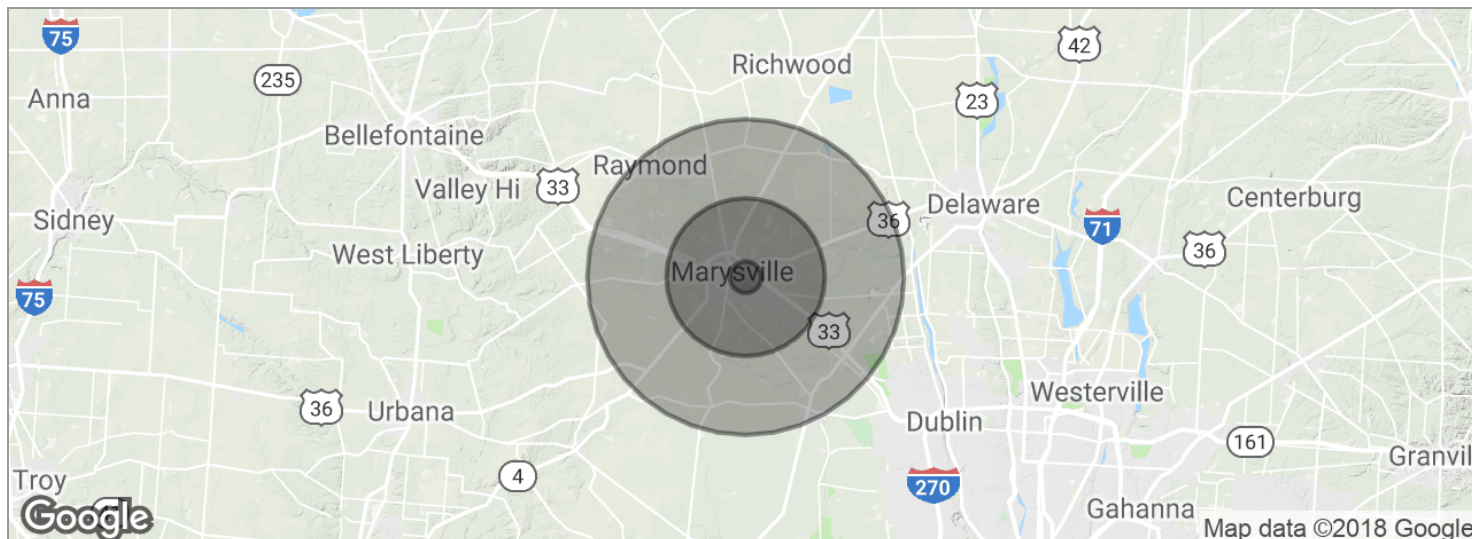 75
42
Richwood
235
23
Anna
Bellefontaine
Raymond
33
Valley Hi
Delaware
Centerburg
Sidney
36
71
36
West Liberty
Marysville
75
33
Westerville
36
Urbana
Dublin
161
Granvil
4
Troy
270
Gahanna
Google
Map data ©2018 Google